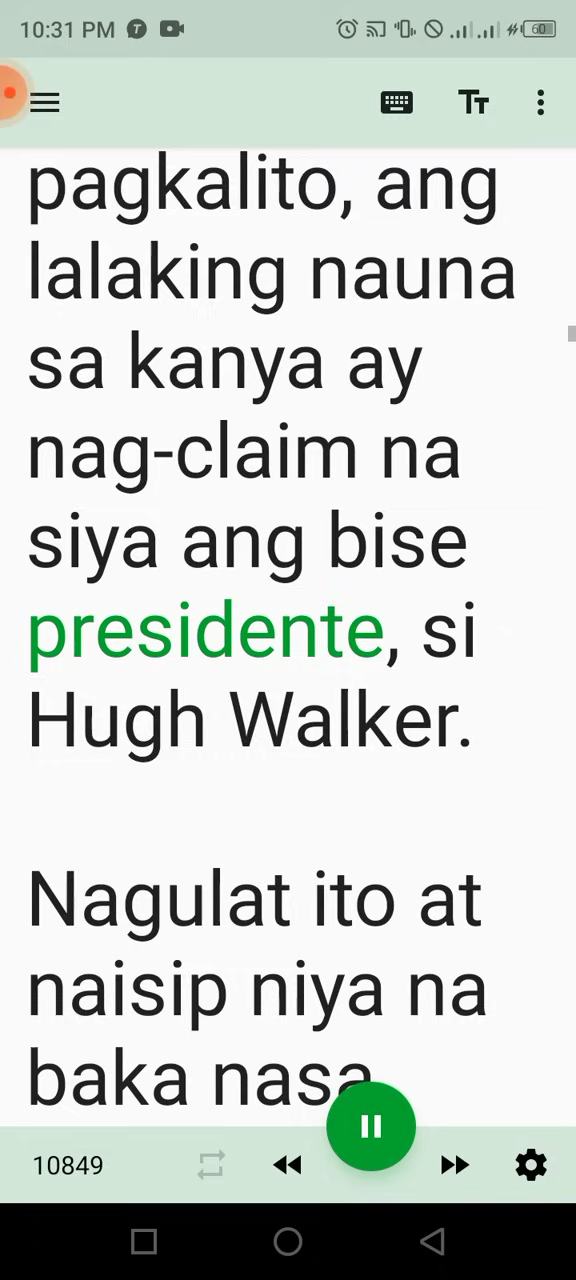 10:31 PM
60
pagkalito, ang
lalaking nauna
sa kanya ay
nag-claim na
siya ang bise
presidente, si
Hugh Walker.
Nagulat ito at
naisip niya na
baka nasa
10849